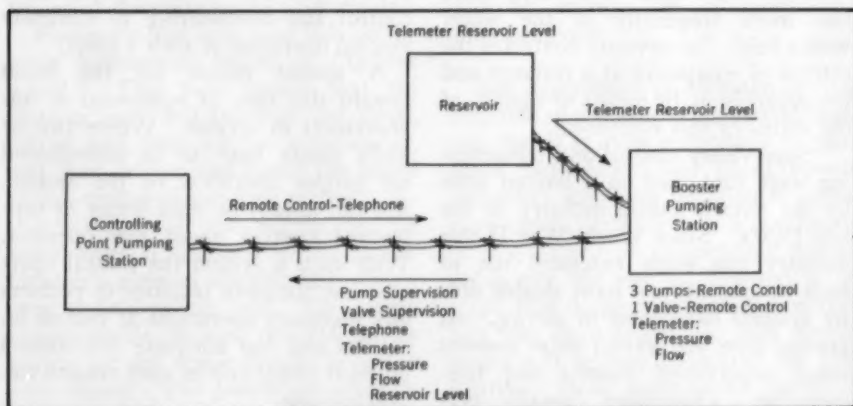 Telemeter Reservoir Level
Reservoir
Telemeter Reservoir Level
Controlling
Point Pumping
Station
Remote Control-Telephone
Booster
Pumping
Station
Pump Supervision
Valve Supervision
Telephone
Telemeter:
Pressure
Flow
Reservoir Level
3 Pumps-Remote Control
1 Valve-Remote Control
Telemeter:
Pressure
Flow